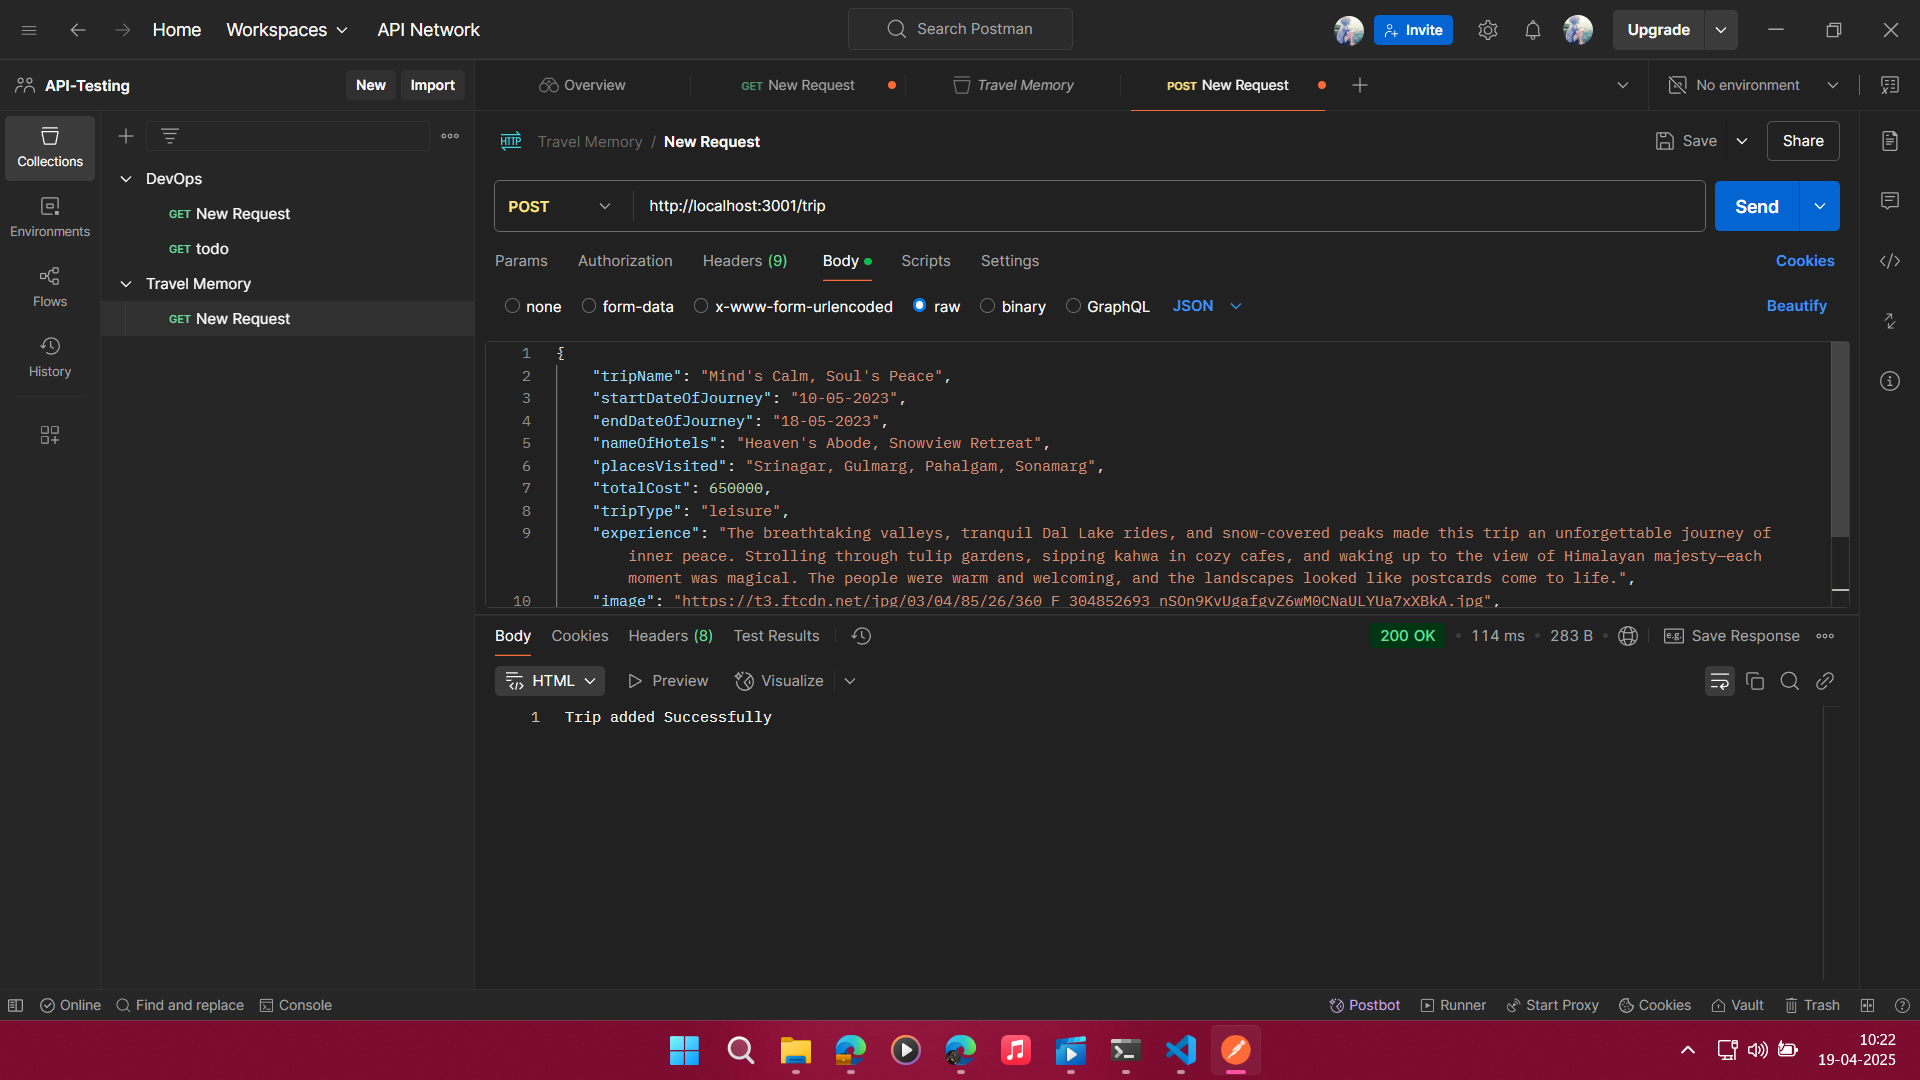 Home Workspaces API Network Search Postman Invite Upgrade
API-Testing New Import Overview GET New Request Travel Memory POST New Request No environment
Collections
Environments
Flows
History
DevOps
GET New Request
GET todo
Travel Memory
GET New Request
HTTP Travel Memory / New Request Save Share
POST http://localhost:3001/trip Send
Params Authorization Headers (9) Body Scripts Settings Cookies
none form-data x-www-form-urlencoded raw binary GraphQL JSON Beautify
1 {
2 "tripName": "Mind's Calm, Soul's Peace",
3 "startDateOfJourney": "10-05-2023",
4 "endDateOfJourney": "18-05-2023",
5 "nameOfHotels": "Heaven's Abode, Snowview Retreat",
6 "placesVisited": "Srinagar, Gulmarg, Pahalgam, Sonamarg",
7 "totalCost": 650000,
8 "tripType": "leisure",
9 "experience": "The breathtaking valleys, tranquil Dal Lake rides, and snow-covered peaks made this trip an unforgettable journey of
inner peace. Strolling through tulip gardens, sipping kahwa in cozy cafes, and waking up to the view of Himalayan majesty—each
moment was magical. The people were warm and welcoming, and the landscapes looked like postcards come to life.",
10 "image": "https://t3.ftcdn.net/jpg/03/04/85/26/360_F_304852693_nSOn9KvUgafgvZ6wM0CNaULYUa7xXBkA.jpg",
Body Cookies Headers (8) Test Results 200 OK 114 ms 283 B e.g. Save Response
HTML Preview Visualize
1 Trip added Successfully
Online Find and replace Console Postbot Runner Start Proxy Cookies Vault Trash
10:22
19-04-2025